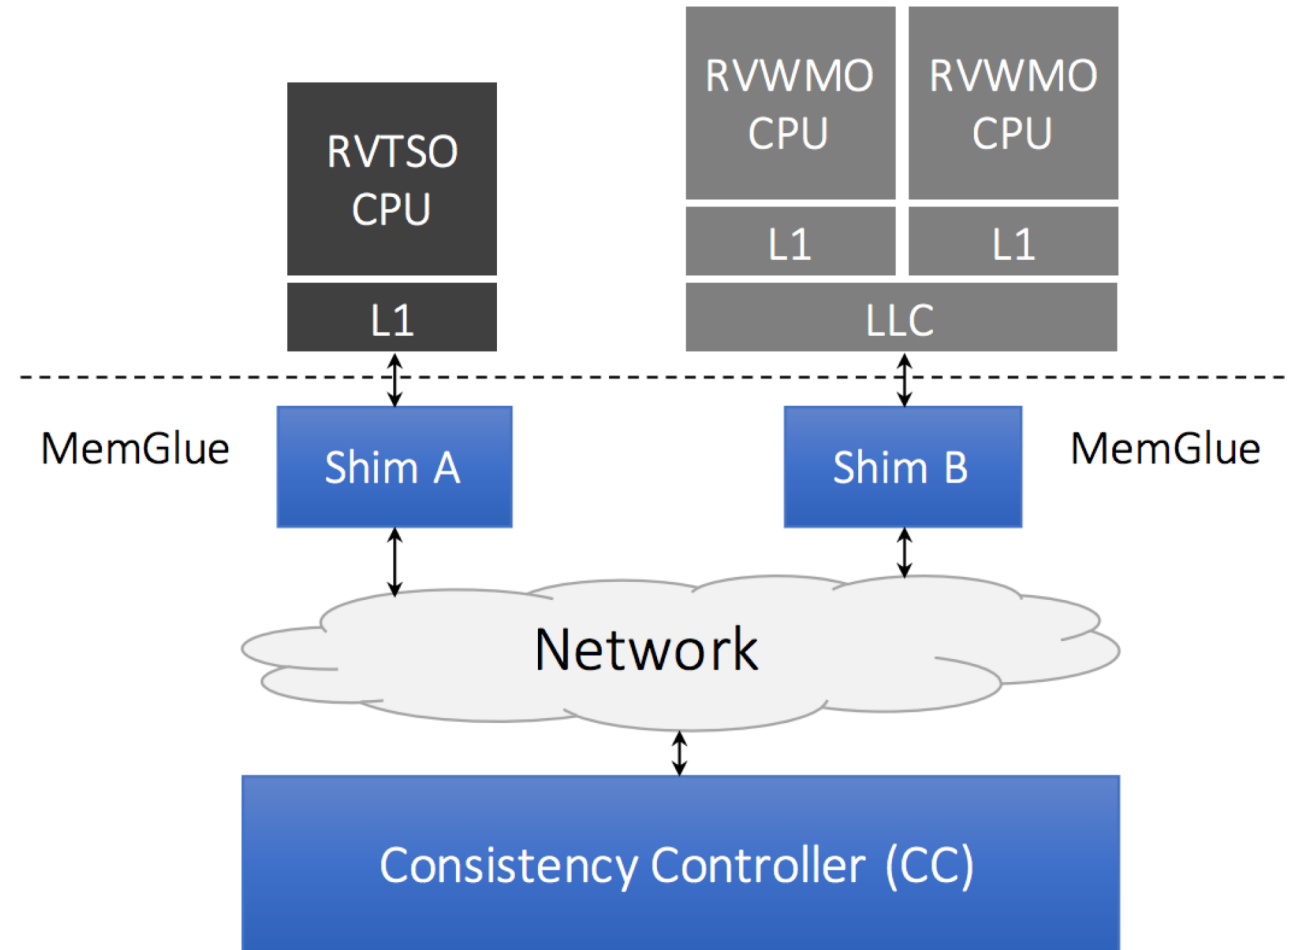 RVTSO
CPU
L1
RVWMO
CPU
RVWMO
CPU
L1
L1
LLC
MemGlue
Shim A
Shim B
MemGlue
Network
Consistency Controller (CC)